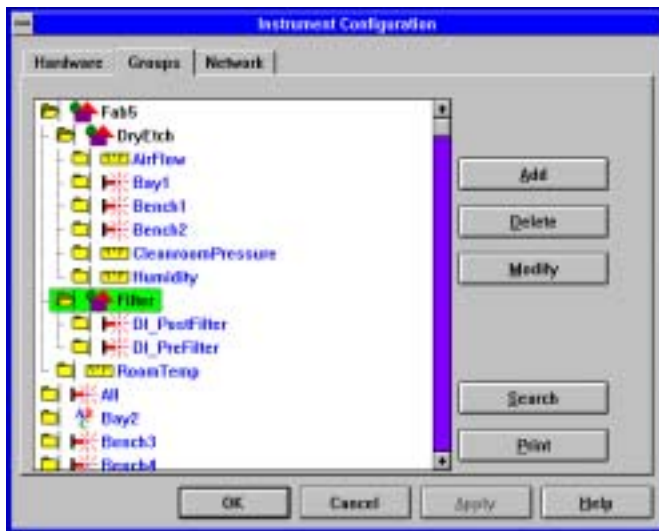 Instrument Configuration
Hardware Groups Network
Fab5
DryEtch
AirFlow
Bay1
Bench1
Bench2
CleanroomPressure
Humidity
Filter
DI_PostFilter
DI_PreFilter
RoomTemp
All
Bay2
Bench3
Bench4
Add
Delete
Modify
Search
Print
OK Cancel Apply Help